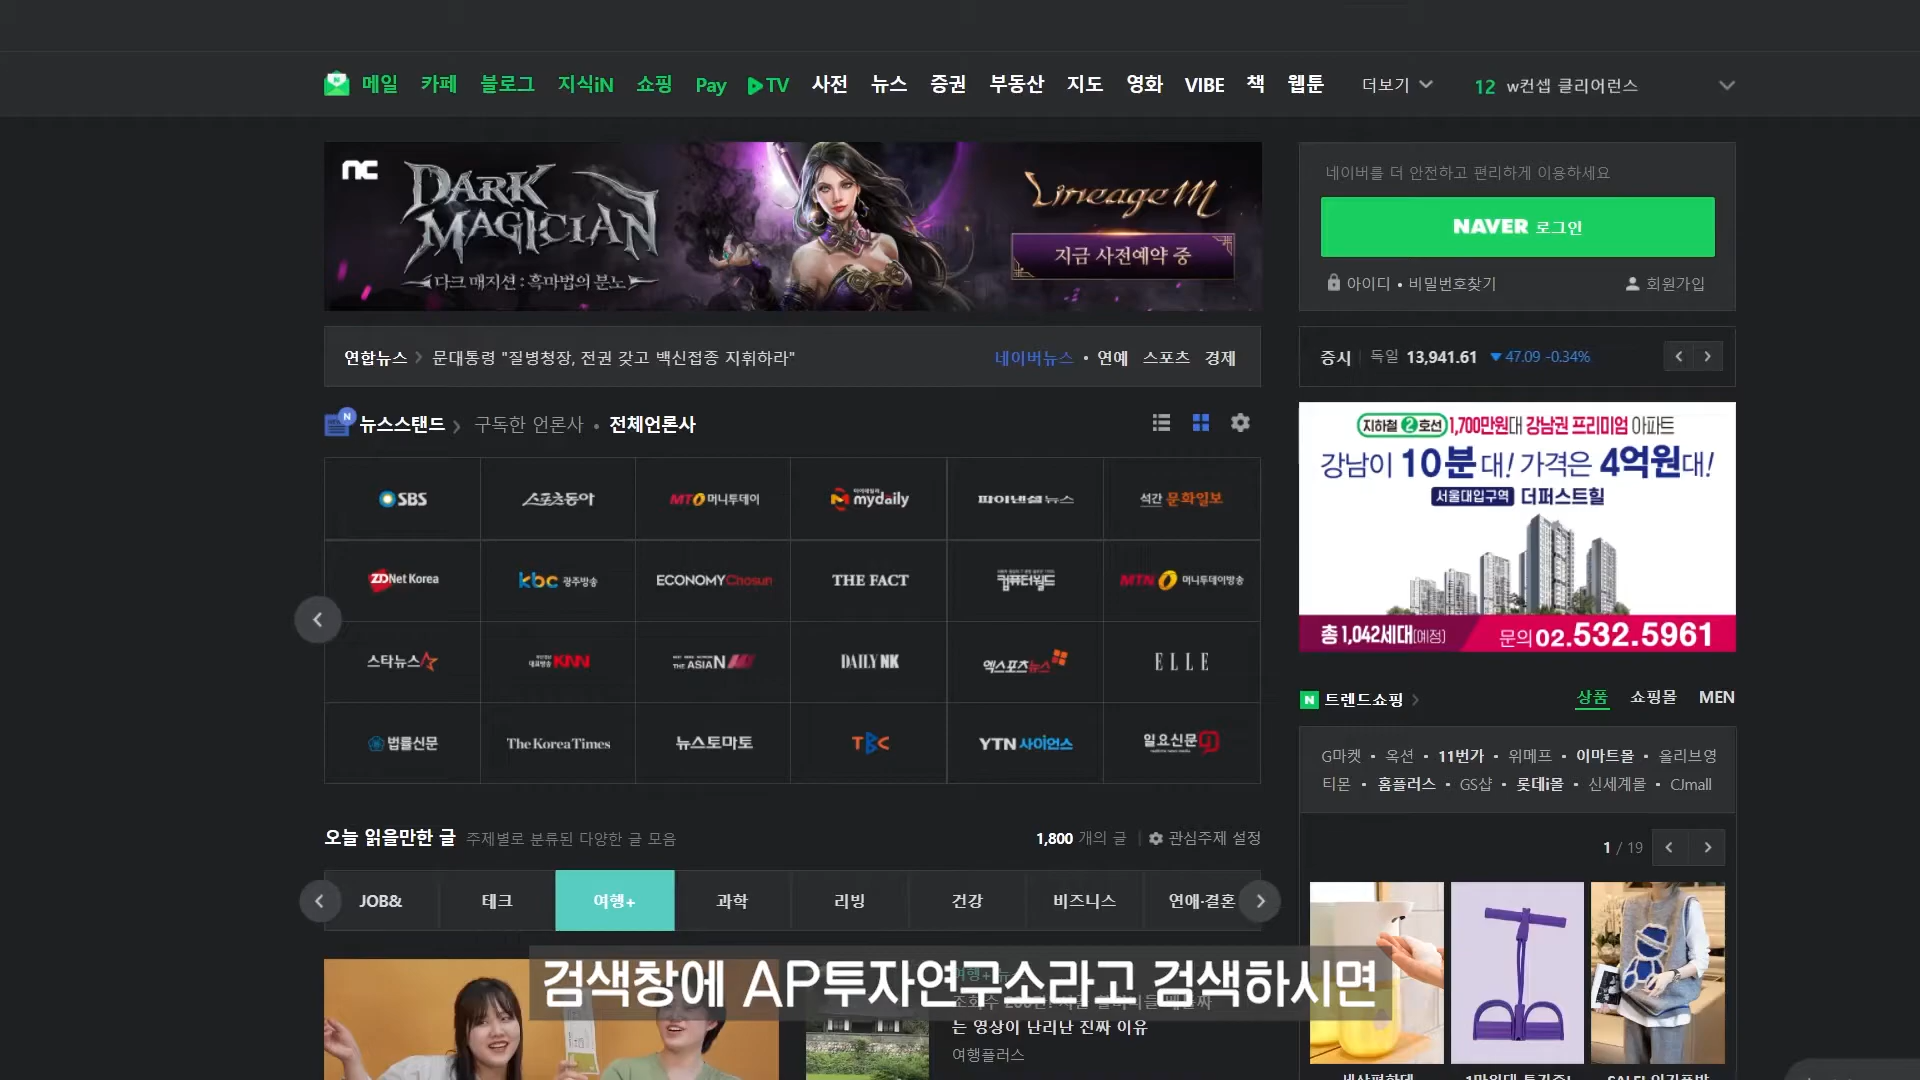 메일 카페 블로그 지식iN 쇼핑 Pay TV 사전 뉴스 증권 부동산 지도 영화 VIBE 책 웹툰 더보기 12 w컨셉 클리어런스
nc
DARK MAGICIAN
다크 매지션 : 흑마법의 분노
Lineage M
지금 사전예약 중
네이버를 더 안전하고 편리하게 이용하세요
NAVER 로그인
아이디 • 비밀번호찾기 회원가입
연합뉴스 > 문대통령 "질병청장, 전권 갖고 백신접종 지휘하라" 네이버뉴스 • 연예 스포츠 경제
증시 독일 13,941.61 ▼47.09 -0.34%
뉴스스탠드 > 구독한 언론사 • 전체언론사
SBS 스포츠동아 MTO 머니투데이 mydaily 파이낸셜뉴스 석간 문화일보
ZDNet Korea kbc 광주방송 ECONOMYChosun THE FACT 컴퓨터월드 MTN 머니투데이방송
스타뉴스 KNN THE ASIAN DAILY NK 엑스포츠뉴스 ELLE
법률신문 The Korea Times 뉴스토마토 TBC YTN 사이언스 일요신문
지하철 2호선 1,700만원대 강남권 프리미엄 아파트
강남이 10분대! 가격은 4억원대!
서울대입구역 더퍼스트힐
총 1,042세대(예정) 문의 02.532.5961
N 트렌드쇼핑 > 상품 쇼핑몰 MEN
G마켓 • 옥션 • 11번가 • 위메프 • 이마트몰 • 올리브영
티몬 • 홈플러스 • GS샵 • 롯데i몰 • 신세계몰 • CJmall
1 / 19
오늘 읽을만한 글 주제별로 분류된 다양한 글 모음 1,800 개의 글 관심주제 설정
JOB& 테크 여행+ 과학 리빙 건강 비즈니스 연애·결혼
검색창에 AP투자연구소라고 검색하시면
는 영상이 난리난 진짜 이유
여행플러스